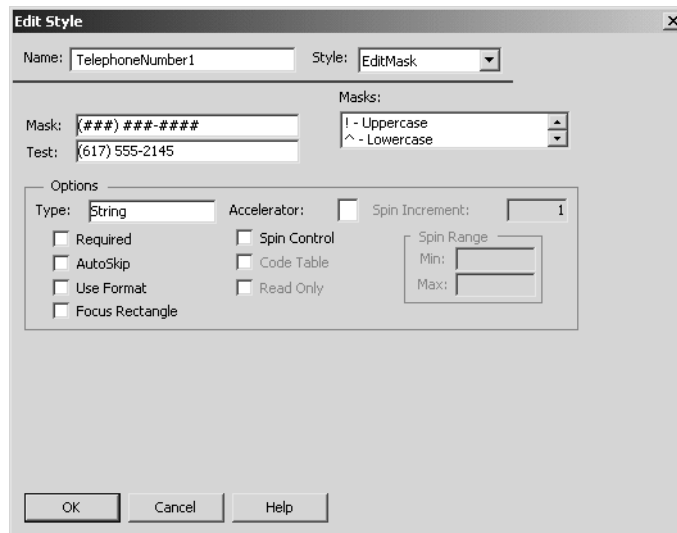 Edit Style
Name: TelephoneNumber1 Style: EditMask
Masks:
Mask: (###) ###-#### ! - Uppercase
Test: (617) 555-2145 ^ - Lowercase
Options
Type: String Accelerator: Spin Increment: 1
Required Spin Control Spin Range
AutoSkip Code Table Min:
Use Format Read Only Max:
Focus Rectangle
OK Cancel Help